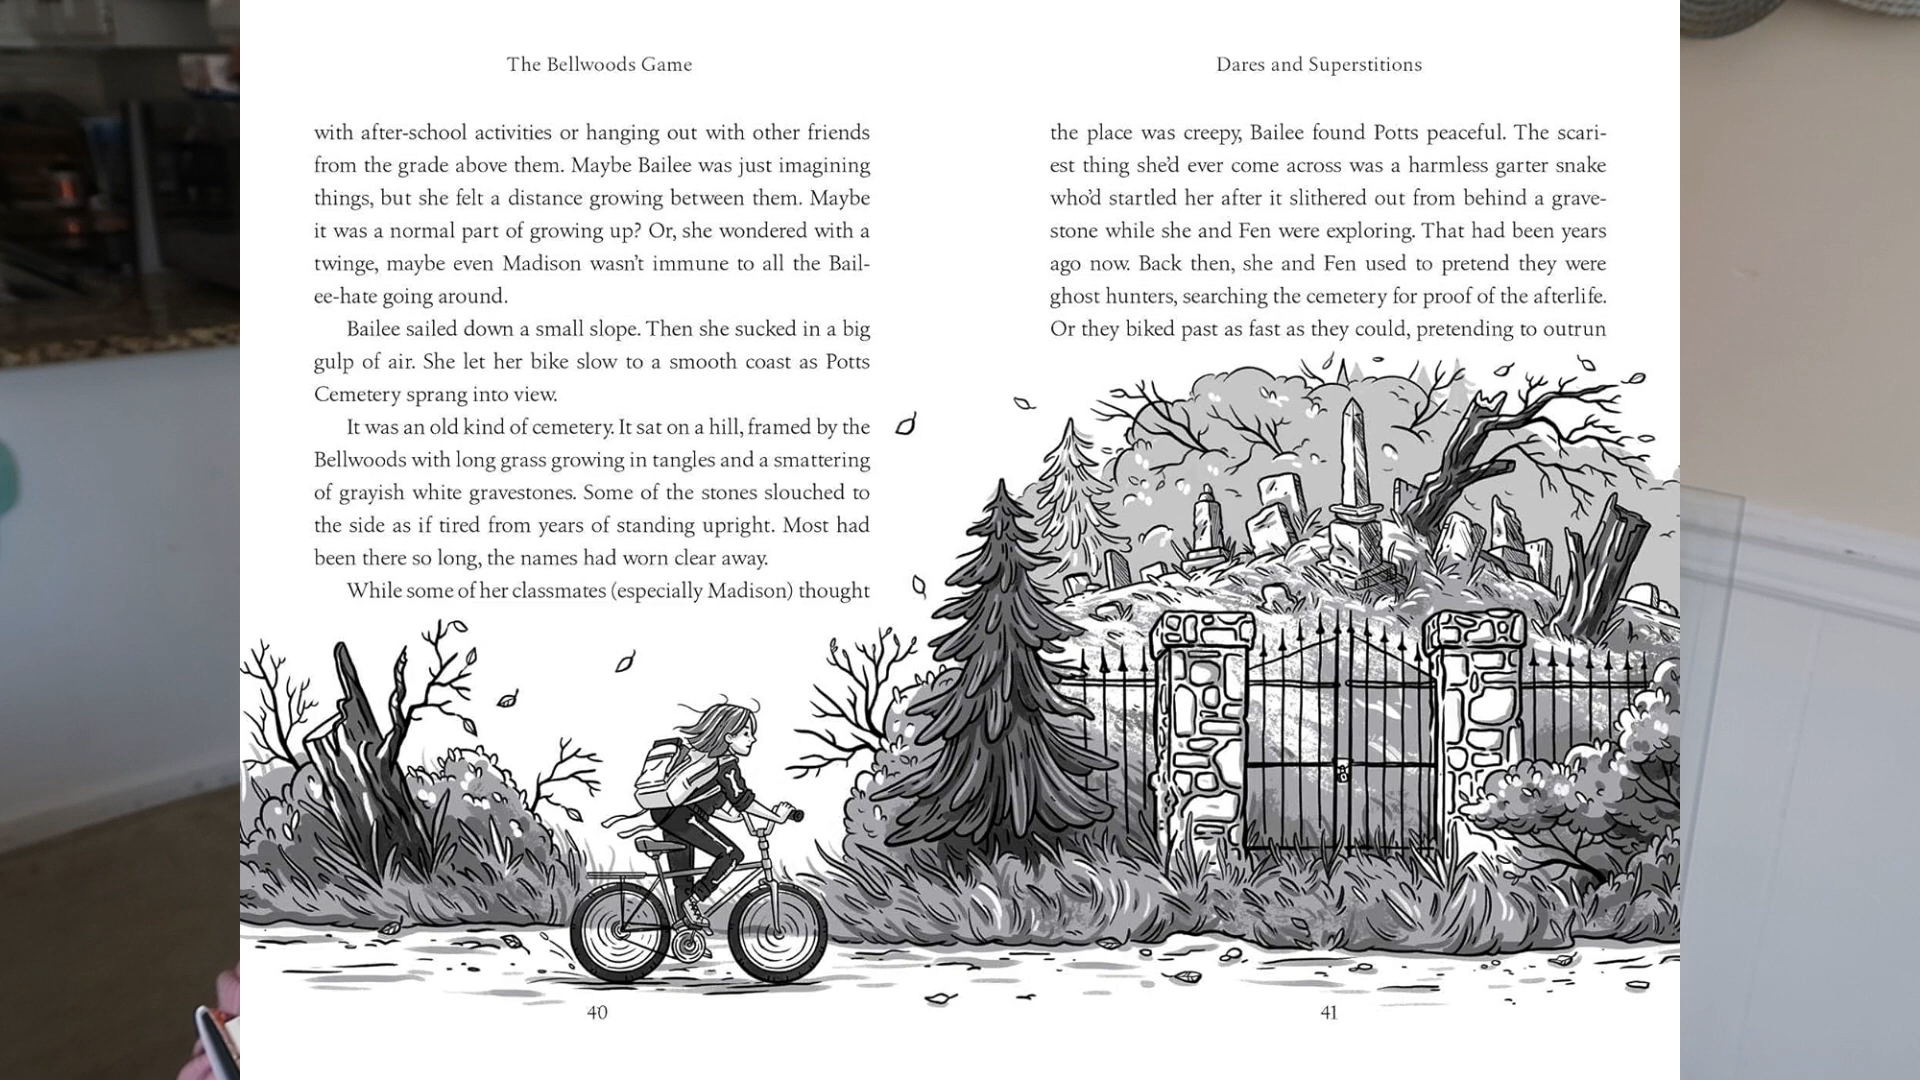 The Bellwoods Game
with after-school activities or hanging out with other friends
from the grade above them. Maybe Bailee was just imagining
things, but she felt a distance growing between them. Maybe
it was a normal part of growing up? Or, she wondered with a
twinge, maybe even Madison wasn't immune to all the Bail-
ee-hate going around.
Bailee sailed down a small slope. Then she sucked in a big
gulp of air. She let her bike slow to a smooth coast as Potts
Cemetery sprang into view.
It was an old kind of cemetery. It sat on a hill, framed by the
Bellwoods with long grass growing in tangles and a smattering
of grayish white gravestones. Some of the stones slouched to
the side as if tired from years of standing upright. Most had
been there so long, the names had worn clear away.
While some of her classmates (especially Madison) thought
40
Dares and Superstitions
the place was creepy, Bailee found Potts peaceful. The scari-
est thing she'd ever come across was a harmless garter snake
who'd startled her after it slithered out from behind a grave-
stone while she and Fen were exploring. That had been years
ago now. Back then, she and Fen used to pretend they were
ghost hunters, searching the cemetery for proof of the afterlife.
Or they biked past as fast as they could, pretending to outrun
41